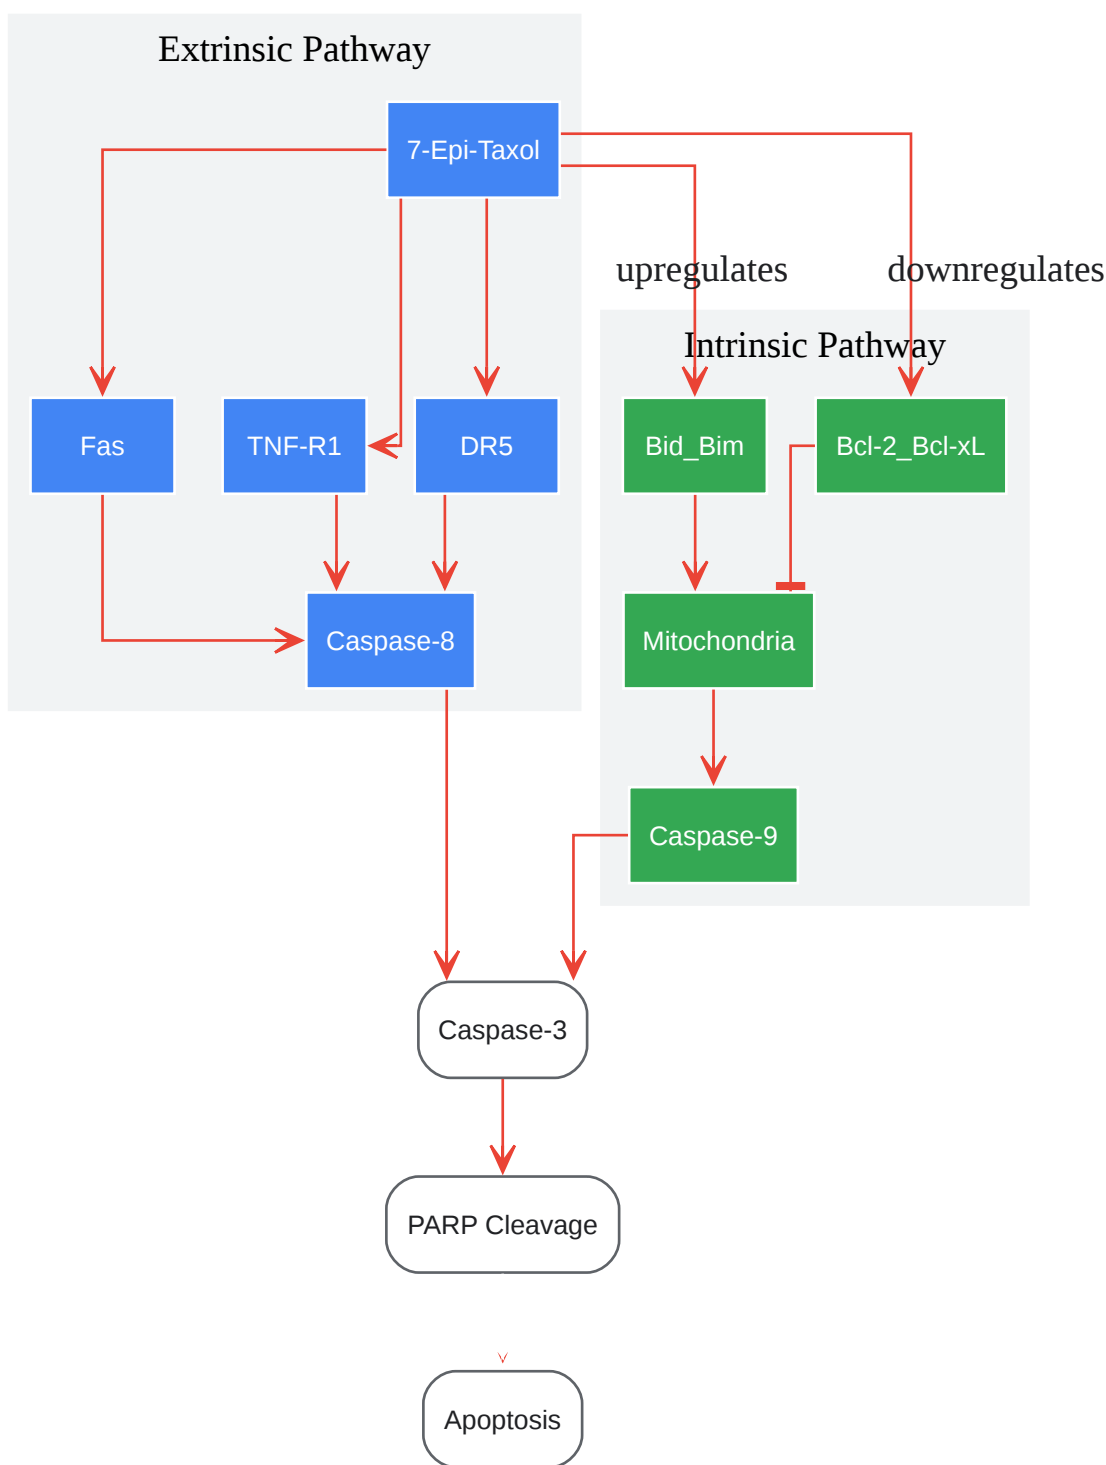 Extrinsic Pathway
7-Epi-Taxol
upregulates
downregulates
Intrinsic Pathway
Fas
TNF-R1
DR5
Bid_Bim
Bcl-2_Bcl-xL
Caspase-8
Mitochondria
Caspase-9
Caspase-3
PARP Cleavage
Apoptosis